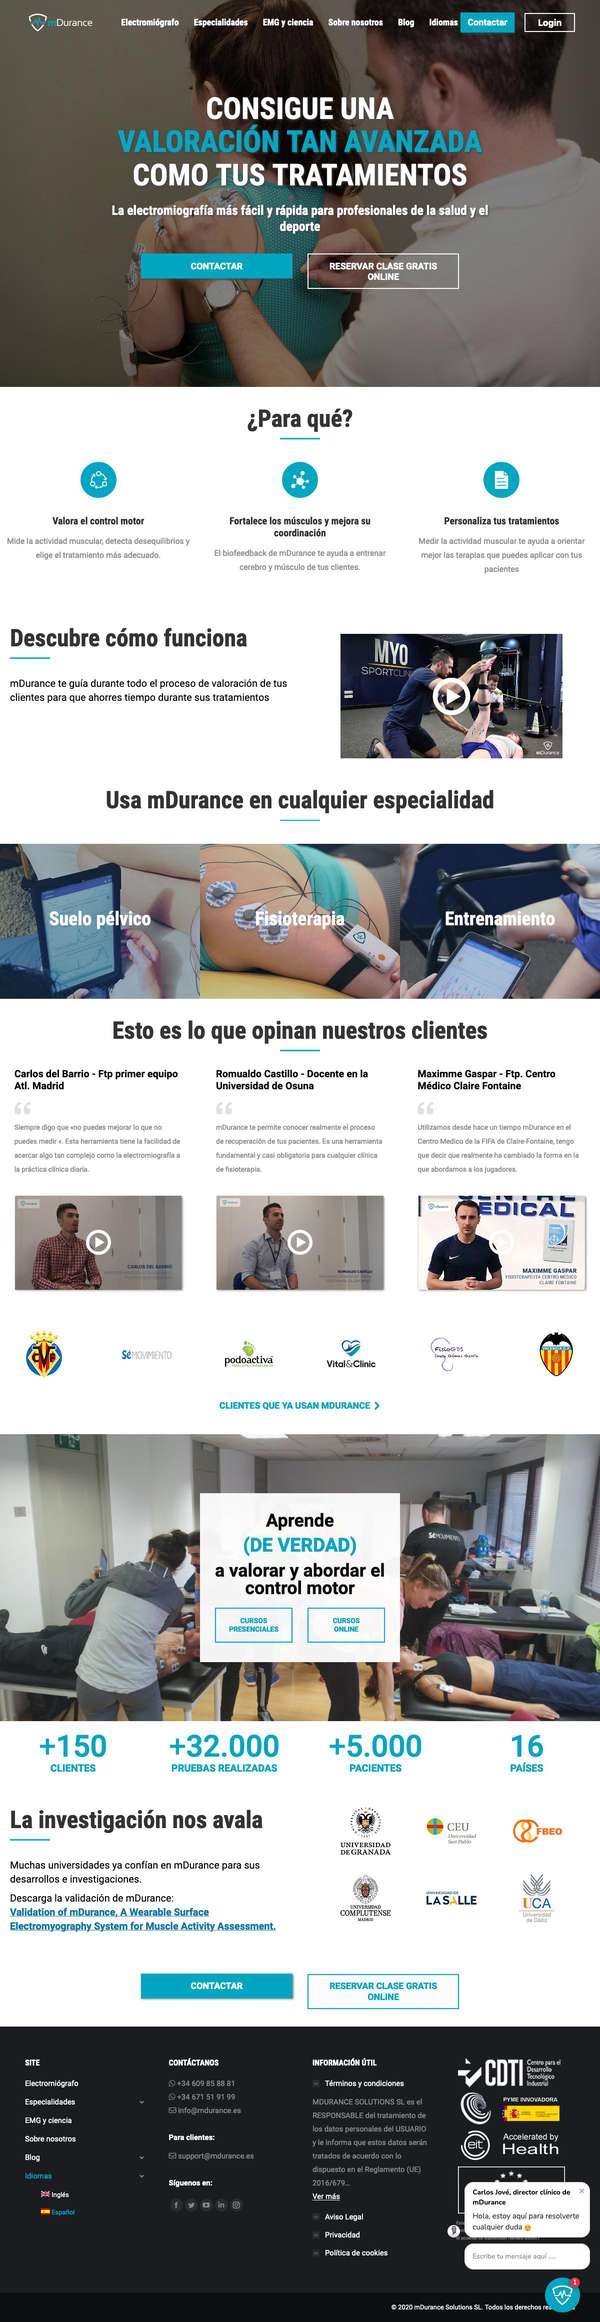 mDurance
Electromiógrafo Especialidades EMG y ciencia Sobre nosotros Blog Idiomas Contactar Login
CONSIGUE UNA
VALORACIÓN TAN AVANZADA
COMO TUS TRATAMIENTOS
La electromiografía más fácil y rápida para profesionales de la salud y el
deporte
CONTACTAR
RESERVAR CLASE GRATIS
ONLINE
¿Para qué?
Valora el control motor
Mide la actividad muscular, detecta desequilibrios y
elige el tratamiento más adecuado.
Fortalece los músculos y mejora su
coordinación
El biofeedback de mDurance te ayuda a entrenar
cerebro y músculo de tus clientes.
Personaliza tus tratamientos
Medir la actividad muscular te ayuda a orientar
mejor las terapias que puedes aplicar con tus
pacientes
Descubre cómo funciona
mDurance te guía durante todo el proceso de valoración de tus
clientes para que ahorres tiempo durante sus tratamientos
MYO
SPORTCLINIC
mDurance
Usa mDurance en cualquier especialidad
Suelo pélvico
Fisioterapia
Entrenamiento
Esto es lo que opinan nuestros clientes
Carlos del Barrio - Ftp primer equipo
Atl. Madrid
Siempre digo que «no puedes mejorar lo que no
puedes medir ». Esta herramienta tiene la facilidad de
acercar algo tan complejo como la electromiografía a
la práctica clínica diaria.
Romualdo Castillo - Docente en la
Universidad de Osuna
mDurance te permite conocer realmente el proceso
de recuperación de tus pacientes. Es una herramienta
fundamental y casi obligatoria para cualquier clínica
de fisioterapia.
Maximme Gaspar - Ftp. Centro
Médico Claire Fontaine
Utilizamos desde hace un tiempo mDurance en el
Centro Medico de la FIFA de Claire-Fontaine, tengo
que decir que realmente ha cambiado la forma en la
que abordamos a los jugadores.
CARLOS DEL BARRIO
ROMUALDO CASTILLO
CENTRE
MEDICAL
MAXIMME GASPAR
FISIOTERAPEUTA CENTRO MÉDICO
CLAIRE FONTAINE
SéMOVIMIENTO
podoactiva
Vital&Clinic
FisioGDS
CLIENTES QUE YA USAN MDURANCE
SéMOVIMIENTO
Aprende
(DE VERDAD)
a valorar y abordar el
control motor
CURSOS
PRESENCIALES
CURSOS
ONLINE
+150
CLIENTES
+32.000
PRUEBAS REALIZADAS
+5.000
PACIENTES
16
PAÍSES
La investigación nos avala
Muchas universidades ya confían en mDurance para sus
desarrollos e investigaciones.
Descarga la validación de mDurance:
Validation of mDurance, A Wearable Surface
Electromyography System for Muscle Activity Assessment.
UNIVERSIDAD
DE GRANADA
CEU
Universidad
San Pablo
FBEO
UNIVERSIDAD
COMPLUTENSE
MADRID
UNIVERSIDAD
LA SALLE
UCA
Universidad
de Cádiz
CONTACTAR
RESERVAR CLASE GRATIS
ONLINE
SITE
Electromiógrafo
Especialidades
EMG y ciencia
Sobre nosotros
Blog
Idiomas
Inglés
Español
CONTÁCTANOS
+34 609 85 88 81
+34 671 51 91 99
info@mdurance.es
Para clientes:
support@mdurance.es
Síguenos en:
INFORMACIÓN ÚTIL
Términos y condiciones
MDURANCE SOLUTIONS SL es el
RESPONSABLE del tratamiento de
los datos personales del USUARIO
y le informa que estos datos serán
tratados de acuerdo con lo
dispuesto en el Reglamento (UE)
2016/679...
Ver más
Aviso Legal
Privacidad
Política de cookies
CDTI
Centro para el
Desarrollo
Tecnológico
Industrial
PYME INNOVADORA
eit
Accelerated by
Health
Carlos Jové, director clínico de
mDurance
Hola, estoy aquí para resolverte
cualquier duda
Escribe tu mensaje aquí .....
1
© 2020 mDurance Solutions SL. Todos los derechos